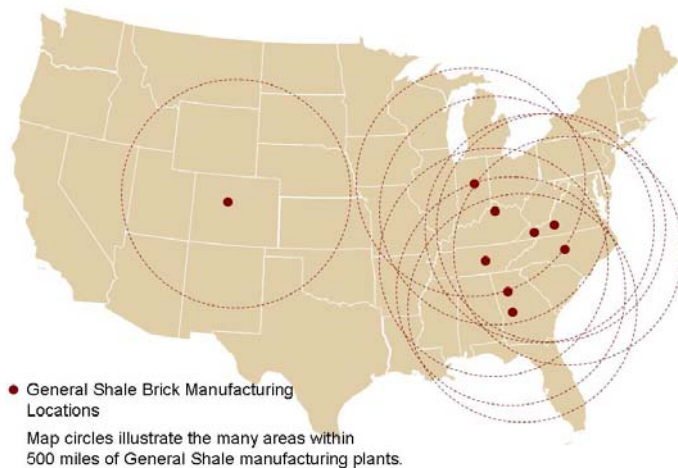 General Shale Brick Manufacturing
Locations
Map circles illustrate the many areas within
500 miles of General Shale manufacturing plants.